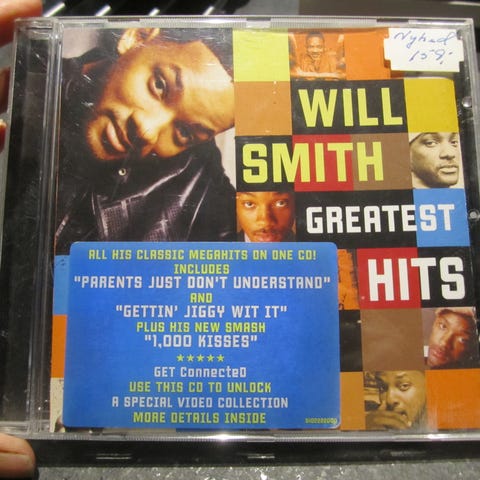 Nyhed
159,-
WILL
SMITH
GREATEST
HITS
ALL HIS CLASSIC MEGAHITS ON ONE CD!
INCLUDES
"PARENTS JUST DON'T UNDERSTAND"
AND
"GETTIN' JIGGY WIT IT"
PLUS HIS NEW SMASH
"1,000 KISSES"
★★★★★
GET ConnecteD
USE THIS CD TO UNLOCK
A SPECIAL VIDEO COLLECTION
MORE DETAILS INSIDE